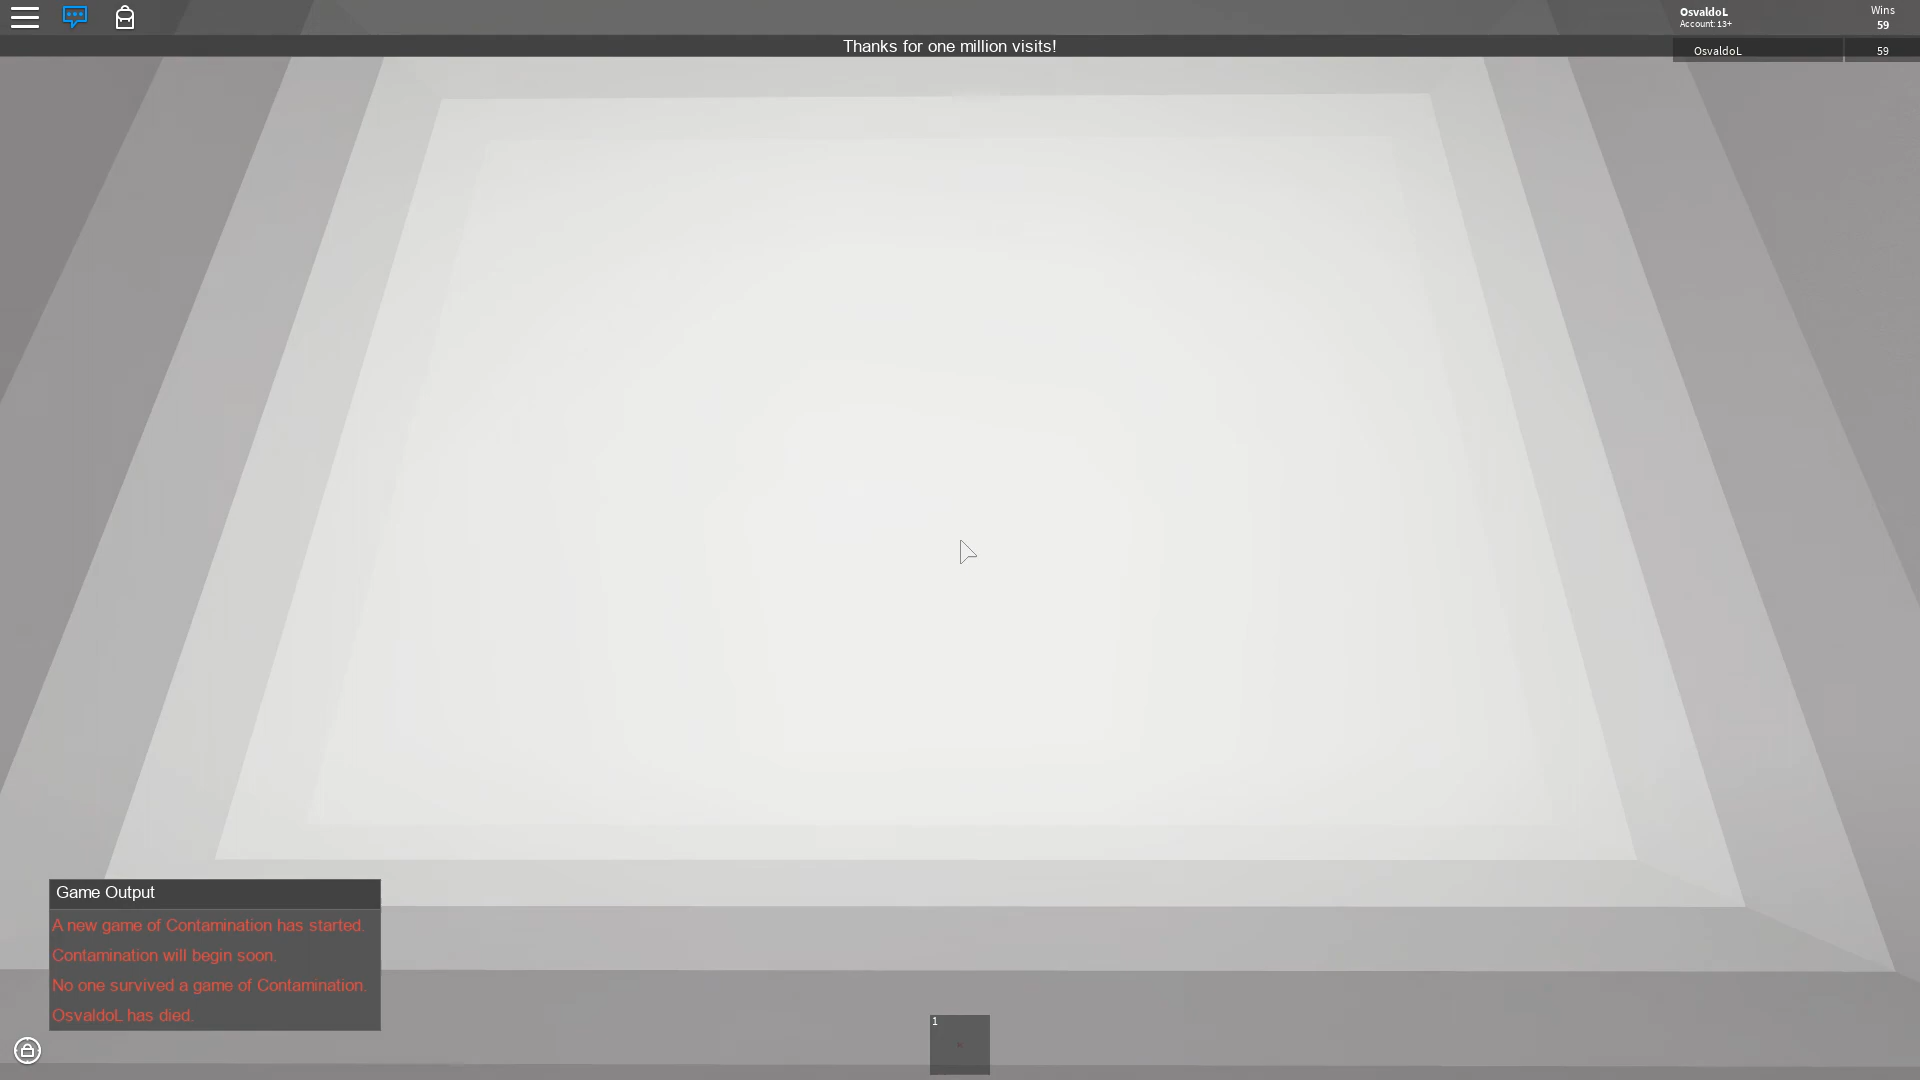 OsvaldoL
Account: 13+
Wins
59
Thanks for one million visits!
OsvaldoL
59
Game Output
A new game of Contamination has started.
Contamination will begin soon.
No one survived a game of Contamination.
OsvaldoL has died.
1